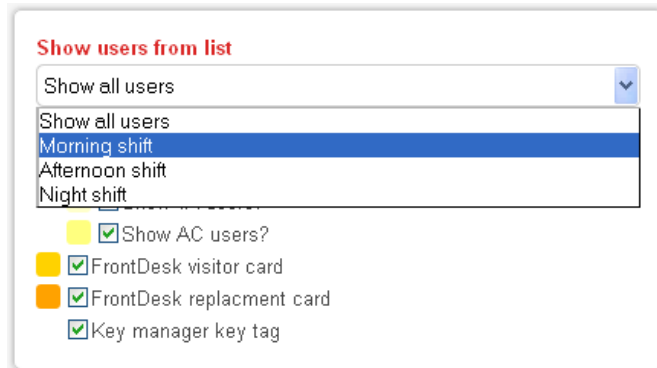 Show users from list
Show all users
Show all users
Morning shift
Afternoon shift
Night shift
Show AC users?
FrontDesk visitor card
FrontDesk replacment card
Key manager key tag